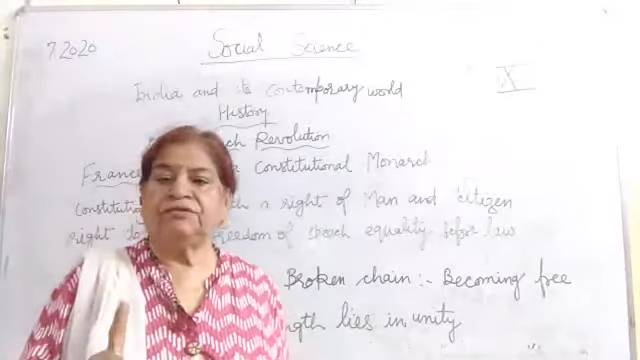 7.2020
Social Science
X
India and its contemporary world
History
Revolution
France Constitutional Monarch
a right of Man and citizen
right freedom of speech equality before law
Broken chain :- Becoming free
lies in unity